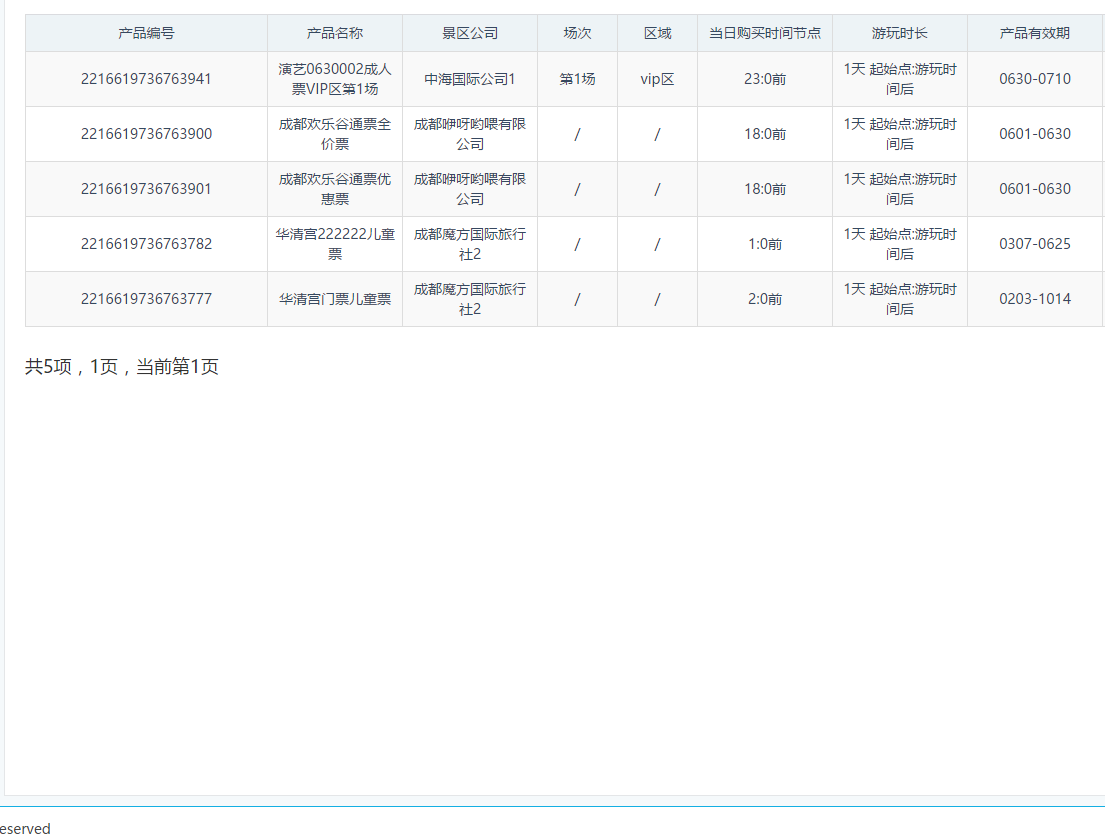 产品编号 产品名称 景区公司 场次 区域 当日购买时间节点 游玩时长 产品有效期
2216619736763941 演艺0630002成人票VIP区第1场 中海国际公司1 第1场 vip区 23:0前 1天 起始点:游玩时间后 0630-0710
2216619736763900 成都欢乐谷通票全价票 成都咿呀哟喂有限公司 / / 18:0前 1天 起始点:游玩时间后 0601-0630
2216619736763901 成都欢乐谷通票优惠票 成都咿呀哟喂有限公司 / / 18:0前 1天 起始点:游玩时间后 0601-0630
2216619736763782 华清宫222222儿童票 成都魔方国际旅行社2 / / 1:0前 1天 起始点:游玩时间后 0307-0625
2216619736763777 华清宫门票儿童票 成都魔方国际旅行社2 / / 2:0前 1天 起始点:游玩时间后 0203-1014
共5项，1页，当前第1页
eserved